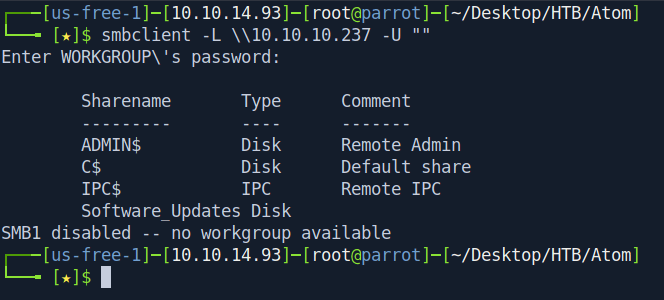 ┌──[us-free-1]─[10.10.14.93]─[root@parrot]─[~/Desktop/HTB/Atom]
└──╼ [★]$ smbclient -L \\10.10.10.237 -U ""
Enter WORKGROUP\'s password:
Sharename Type Comment
--------- ---- -------
ADMIN$ Disk Remote Admin
C$ Disk Default share
IPC$ IPC Remote IPC
Software_Updates Disk
SMB1 disabled -- no workgroup available
┌──[us-free-1]─[10.10.14.93]─[root@parrot]─[~/Desktop/HTB/Atom]
└──╼ [★]$